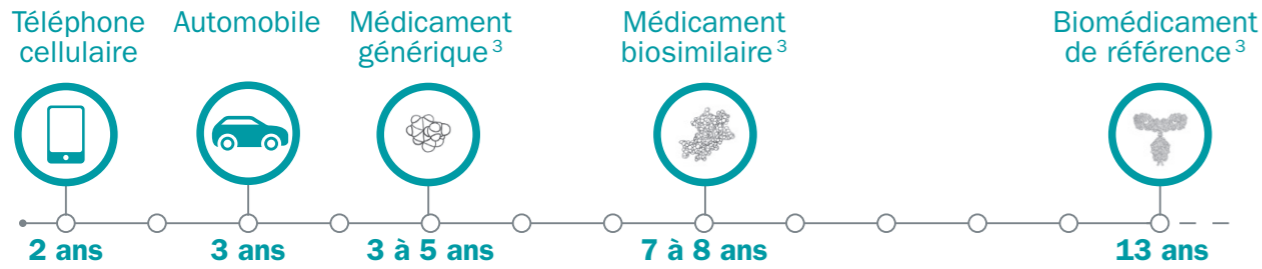 Téléphone
cellulaire
Automobile
Médicament
générique³
Médicament
biosimilaire³
Biomédicament
de référence³
2 ans
3 ans
3 à 5 ans
7 à 8 ans
13 ans